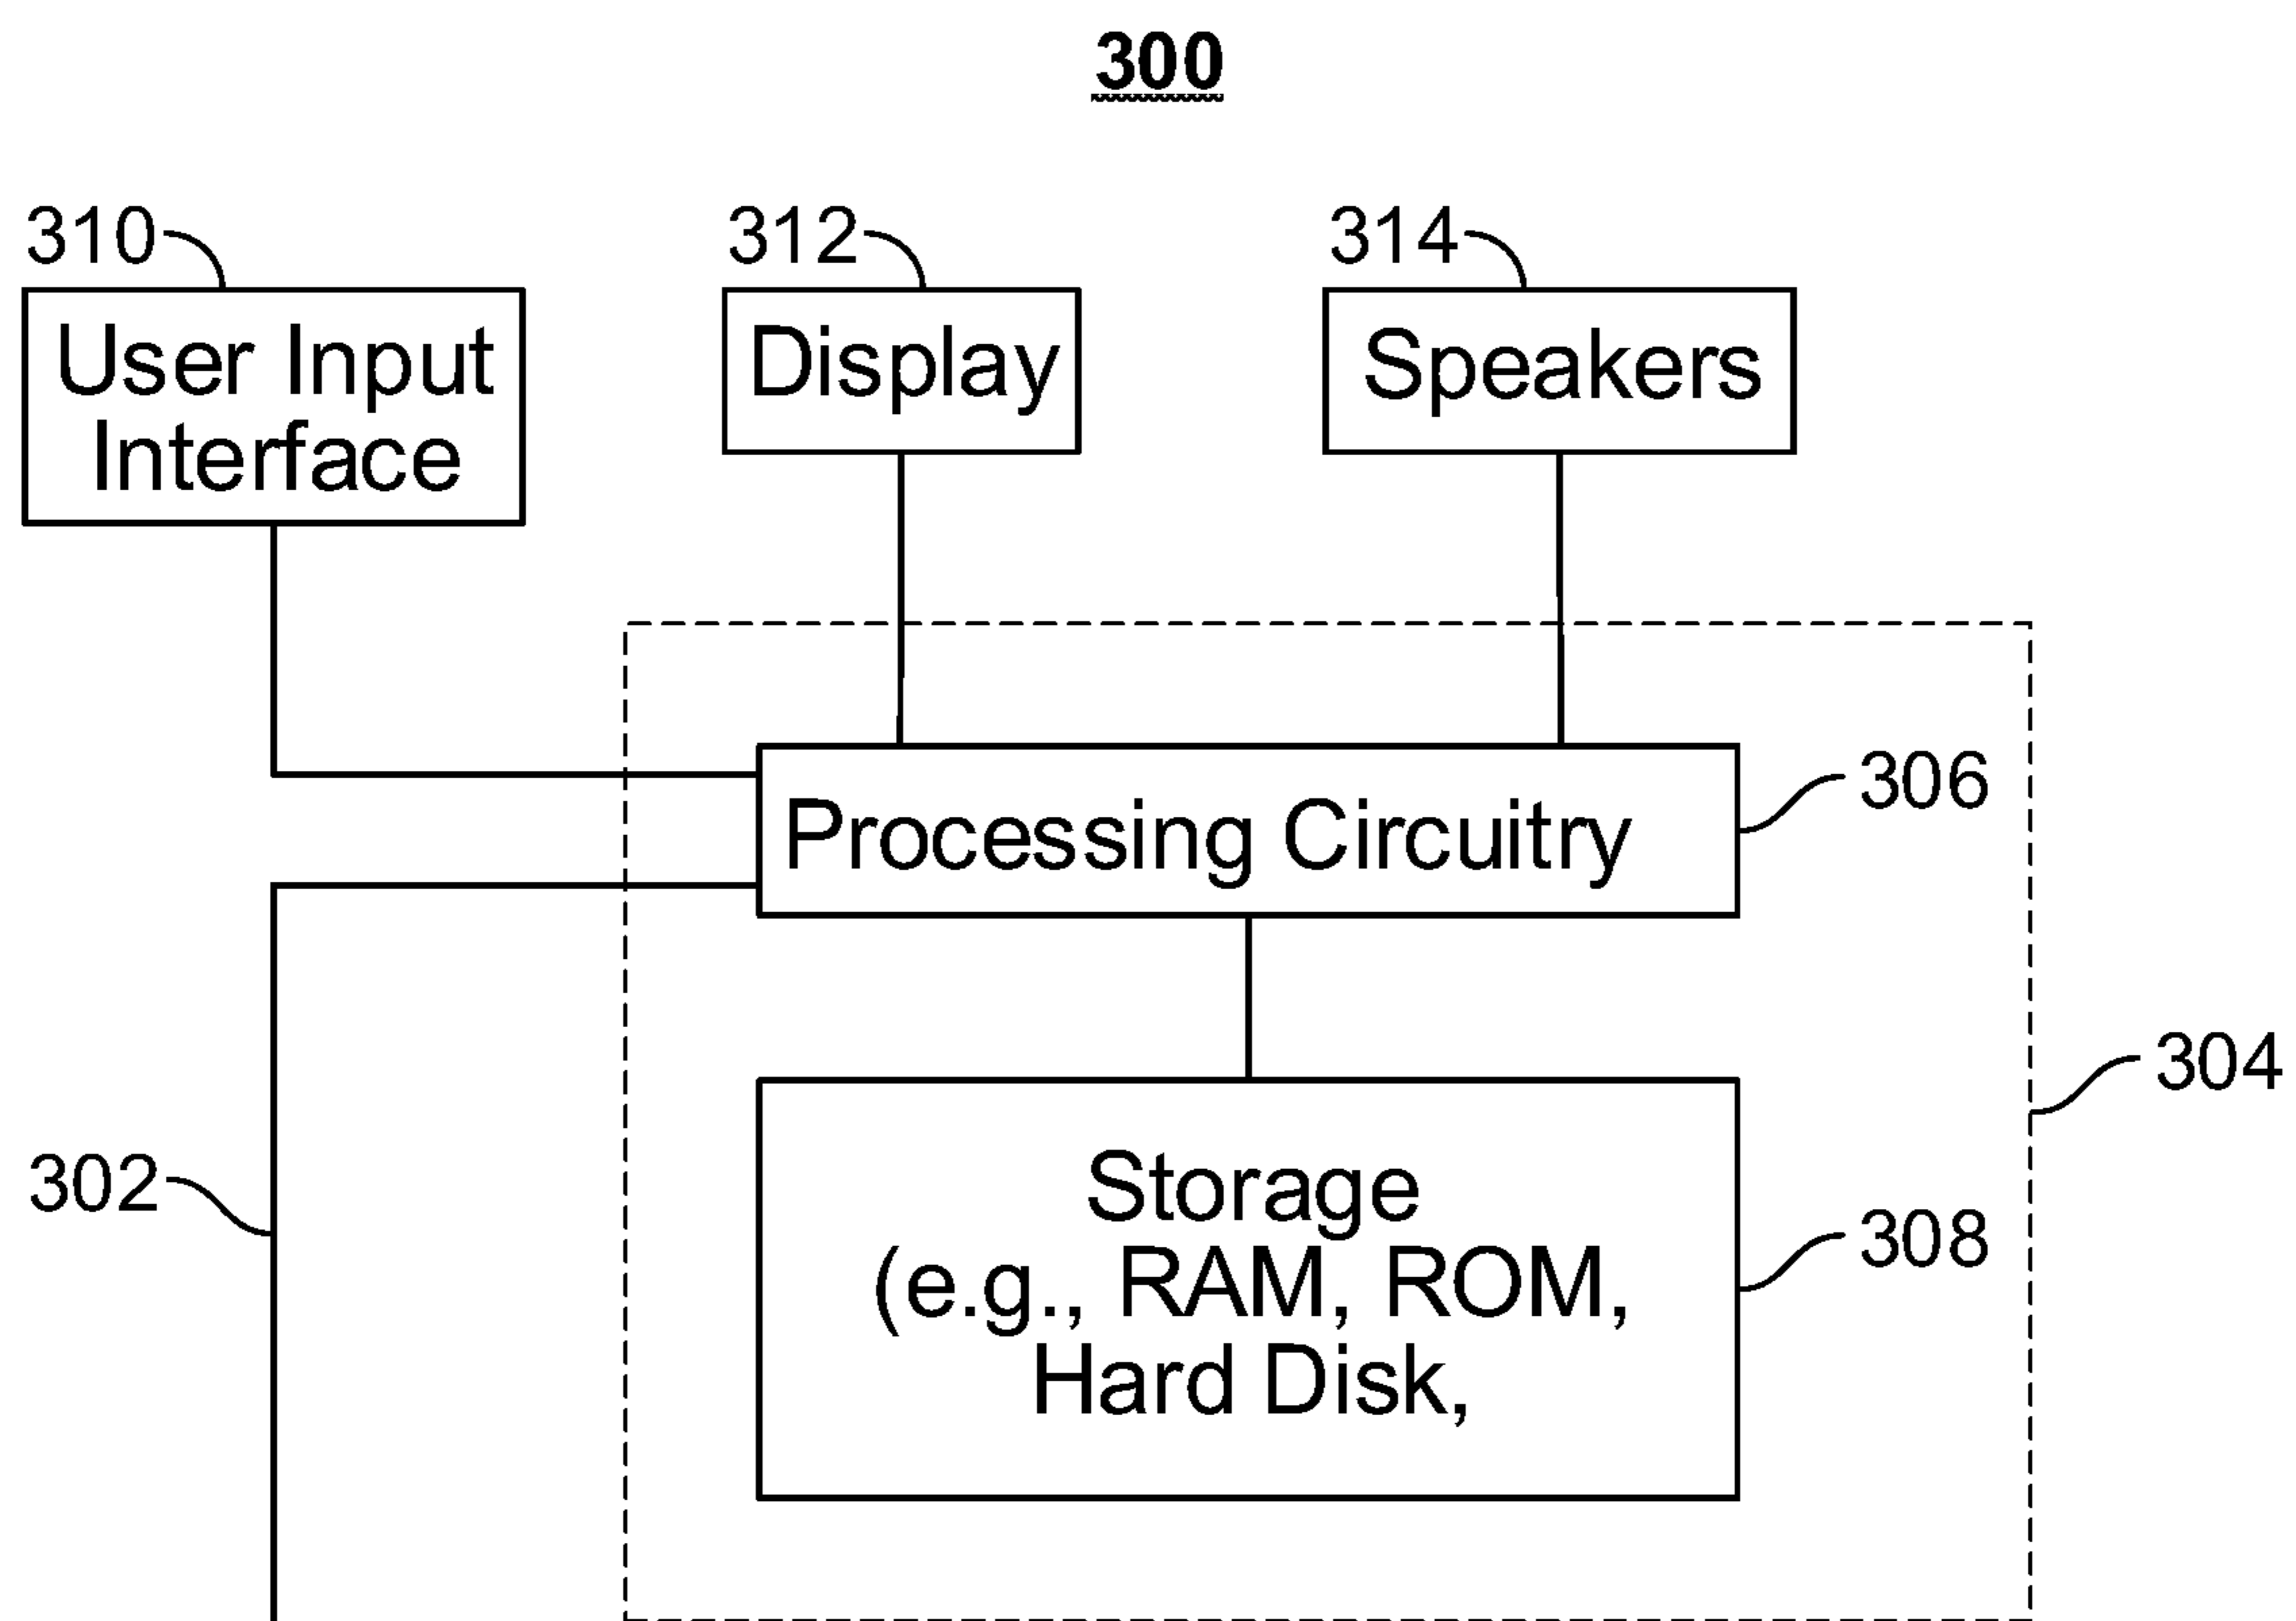 300
310
312
314
User Input
Interface
Display
Speakers
306
Processing Circuitry
304
302
308
Storage
(e.g., RAM, ROM,
Hard Disk,